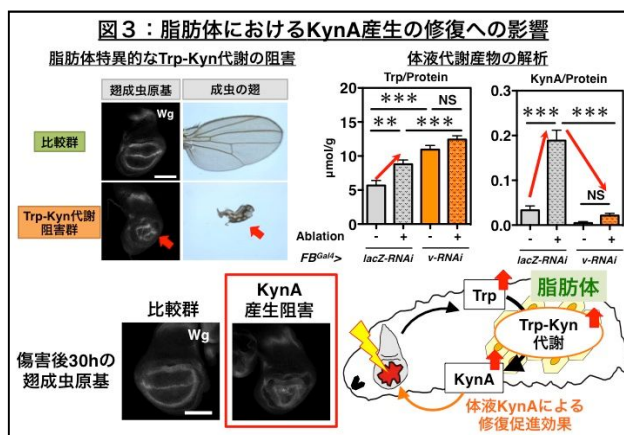 図3：脂肪体におけるKynA産生の修復への影響
脂肪体特異的なTrp-Kyn代謝の阻害
翅成虫原基
成虫の翅
比較群
Wg
Trp-Kyn代謝
阻害群
体液代謝産物の解析
Trp/Protein
KynA/Protein
μmol/g
20
15
10
5
0
***
NS
**
***
0.3
0.2
0.1
0.0
***
***
NS
Ablation
-
+
-
+
-
+
-
+
FBGal4>
lacZ-RNAi
v-RNAi
lacZ-RNAi
v-RNAi
傷害後30hの
翅成虫原基
比較群
Wg
KynA
産生阻害
Trp
脂肪体
Trp-Kyn
代謝
KynA
体液KynAによる
修復促進効果